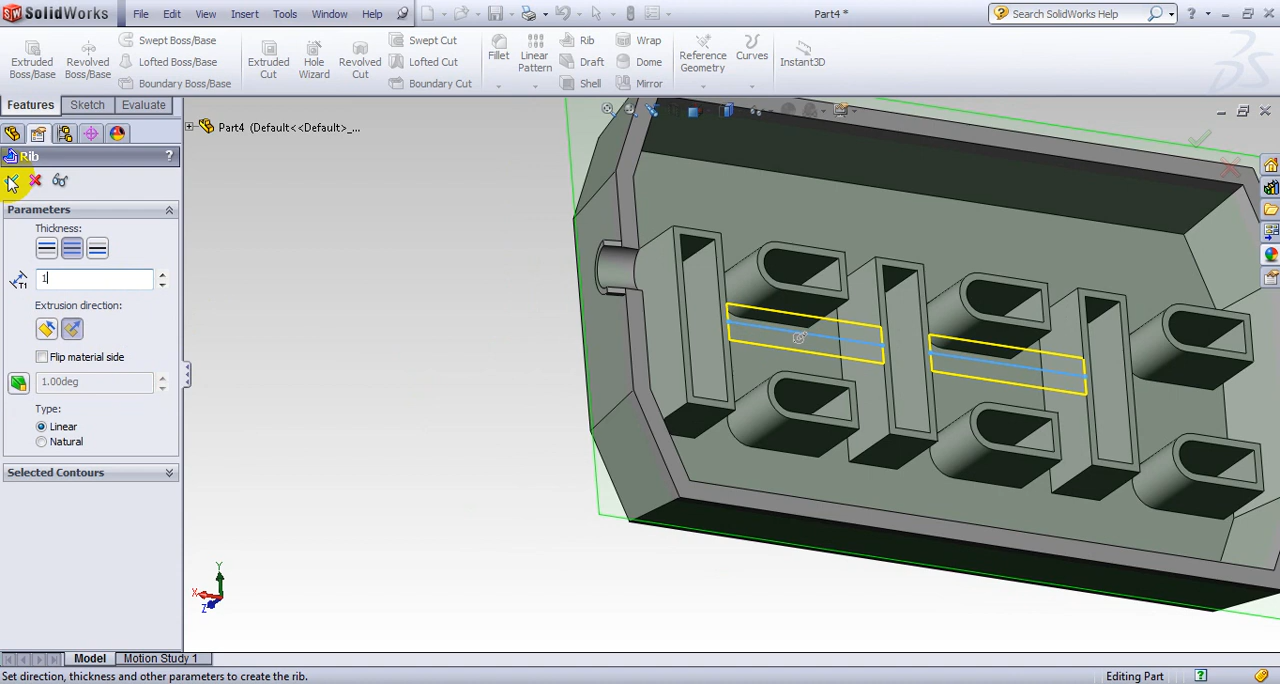 SolidWorks File Edit View Insert Tools Window Help Part4 * Search SolidWorks Help
Extruded Boss/Base
Revolved Boss/Base
Swept Boss/Base
Lofted Boss/Base
Boundary Boss/Base
Extruded Cut
Hole Wizard
Revolved Cut
Swept Cut
Lofted Cut
Boundary Cut
Fillet
Linear Pattern
Rib
Draft
Shell
Wrap
Dome
Mirror
Reference Geometry
Curves
Instant3D
Features Sketch Evaluate
Part4 (Default<<Default>_...
Rib ?
Parameters
Thickness:
T1 1
Extrusion direction:
Flip material side
1.00deg
Type:
Linear
Natural
Selected Contours
Y
X
Z
Model Motion Study 1
Set direction, thickness and other parameters to create the rib. Editing Part ?